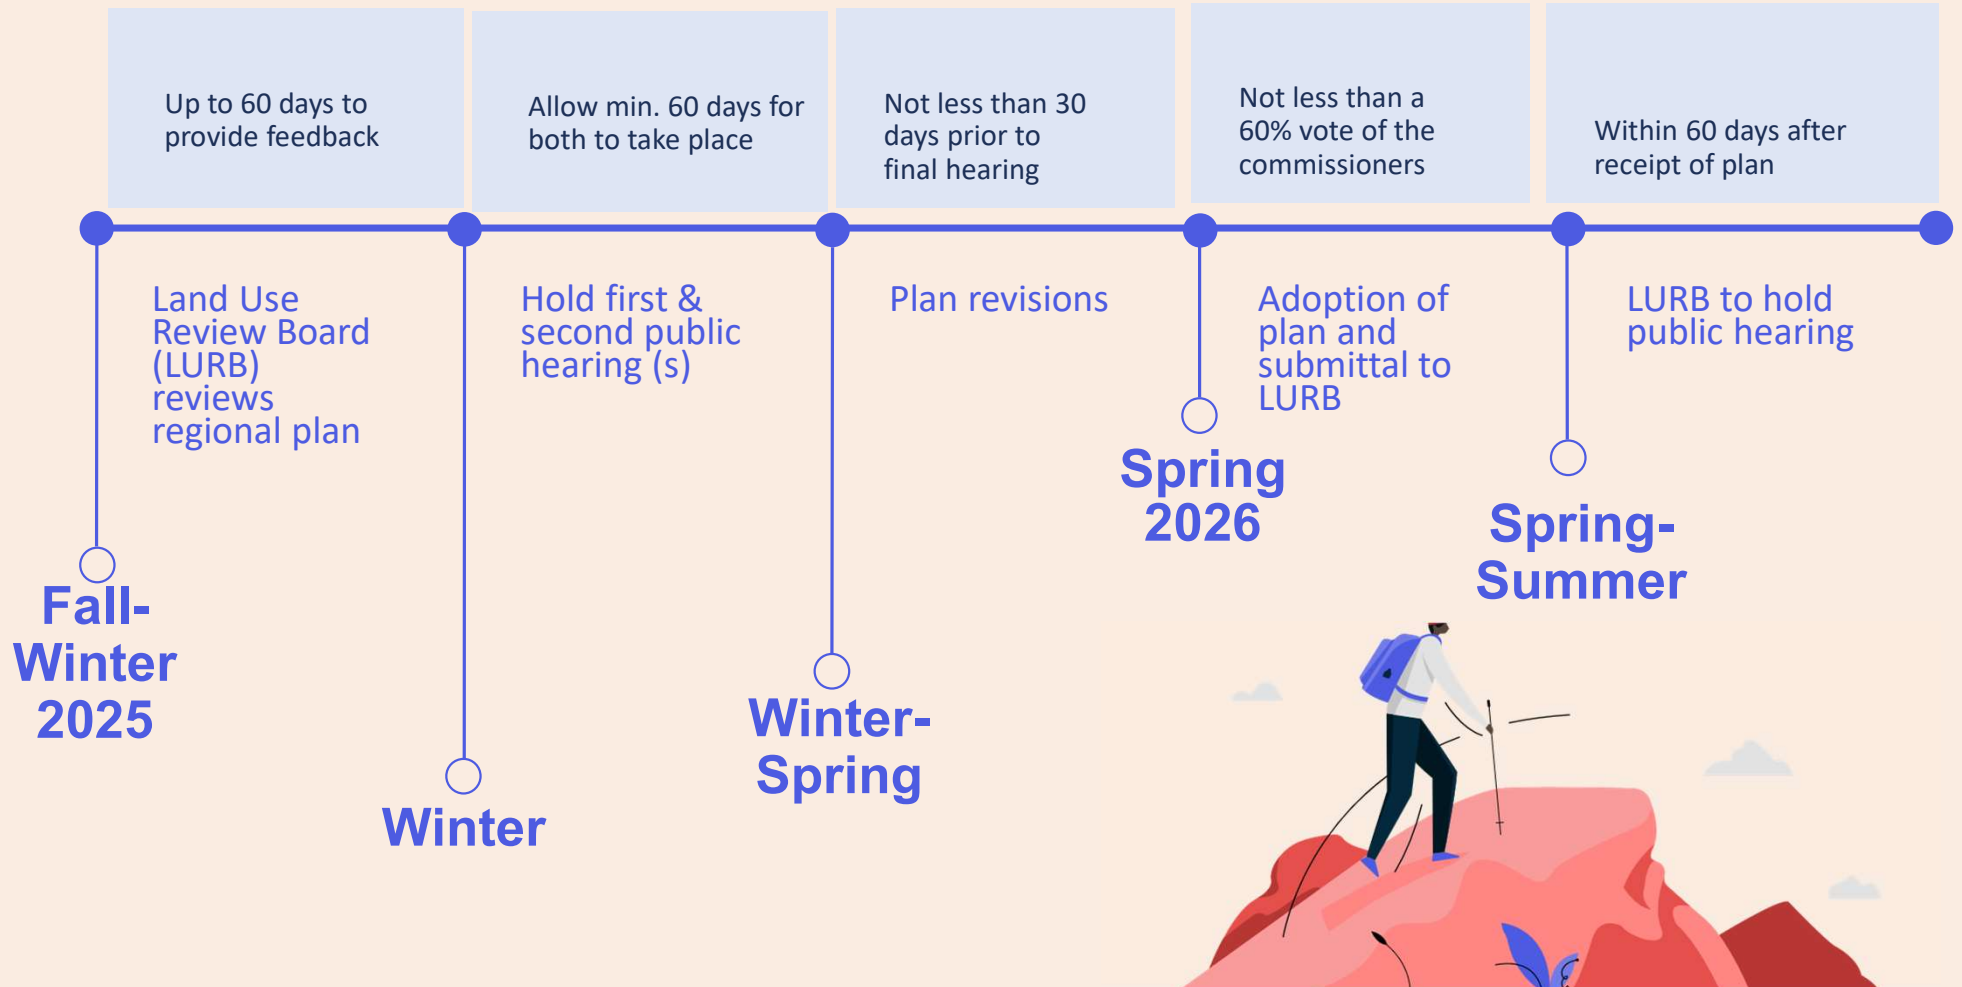 Up to 60 days to
provide feedback
Allow min. 60 days for
both to take place
Not less than 30
days prior to
final hearing
Not less than a
60% vote of the
commissioners
Within 60 days after
receipt of plan
Land Use
Review Board
(LURB)
reviews
regional plan
Hold first &
second public
hearing (s)
Plan revisions
Adoption of
plan and
submittal to
LURB
LURB to hold
public hearing
Fall-
Winter
2025
Winter
Winter-
Spring
Spring
2026
Spring-
Summer